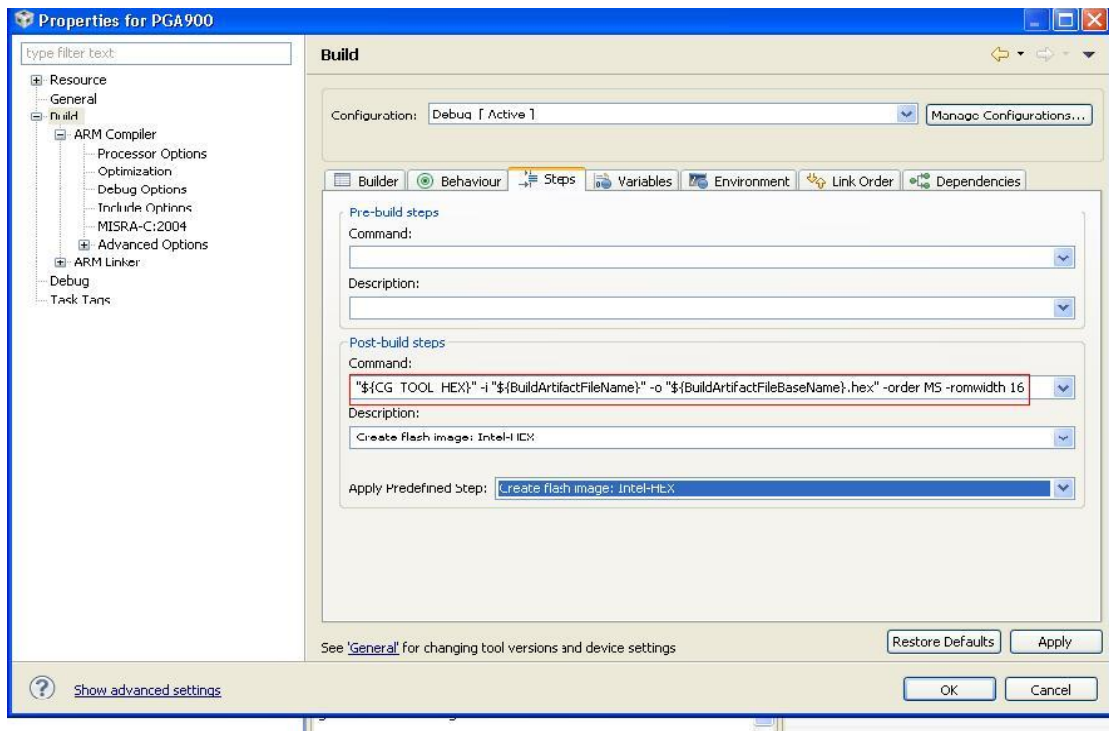 Properties for PGA900
type filter text
Resource
General
Build
ARM Compiler
Processor Options
Optimization
Debug Options
Include Options
MISRA-C:2004
Advanced Options
ARM Linker
Debug
Task Tags
Build
Configuration: Debug [ Active ] Manage Configurations...
Builder Behaviour Steps Variables Environment Link Order Dependencies
Pre-build steps
Command:
Description:
Post-build steps
Command:
"${CG_TOOL_HEX}" -i "${BuildArtifactFileName}" -o "${BuildArtifactFileBaseName}.hex" -order MS -romwidth 16
Description:
Create flash image: Intel-HEX
Apply Predefined Step: Create flash image: Intel-HEX
See 'General' for changing tool versions and device settings
Restore Defaults Apply
Show advanced settings
OK Cancel